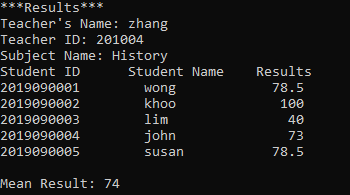 ***Results***
Teacher's Name: zhang
Teacher ID: 201004
Subject Name: History
Student ID Student Name Results
2019090001 wong 78.5
2019090002 khoo 100
2019090003 lim 40
2019090004 john 73
2019090005 susan 78.5
Mean Result: 74